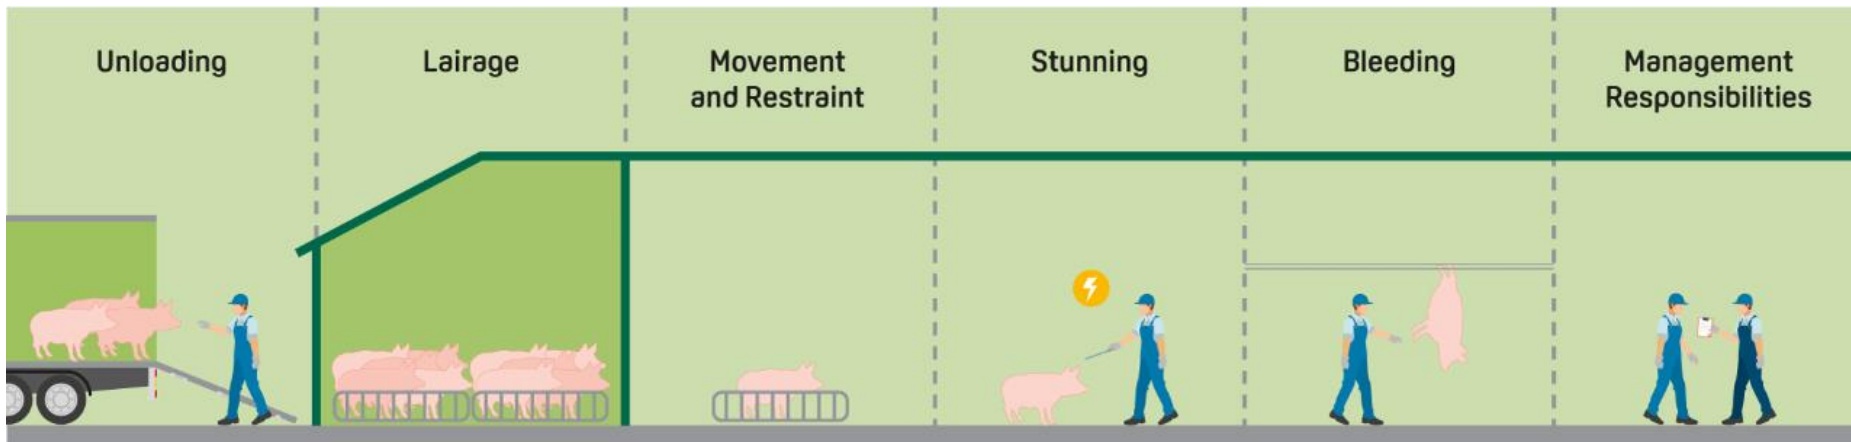 Unloading
Lairage
Movement
and Restraint
Stunning
Bleeding
Management
Responsibilities